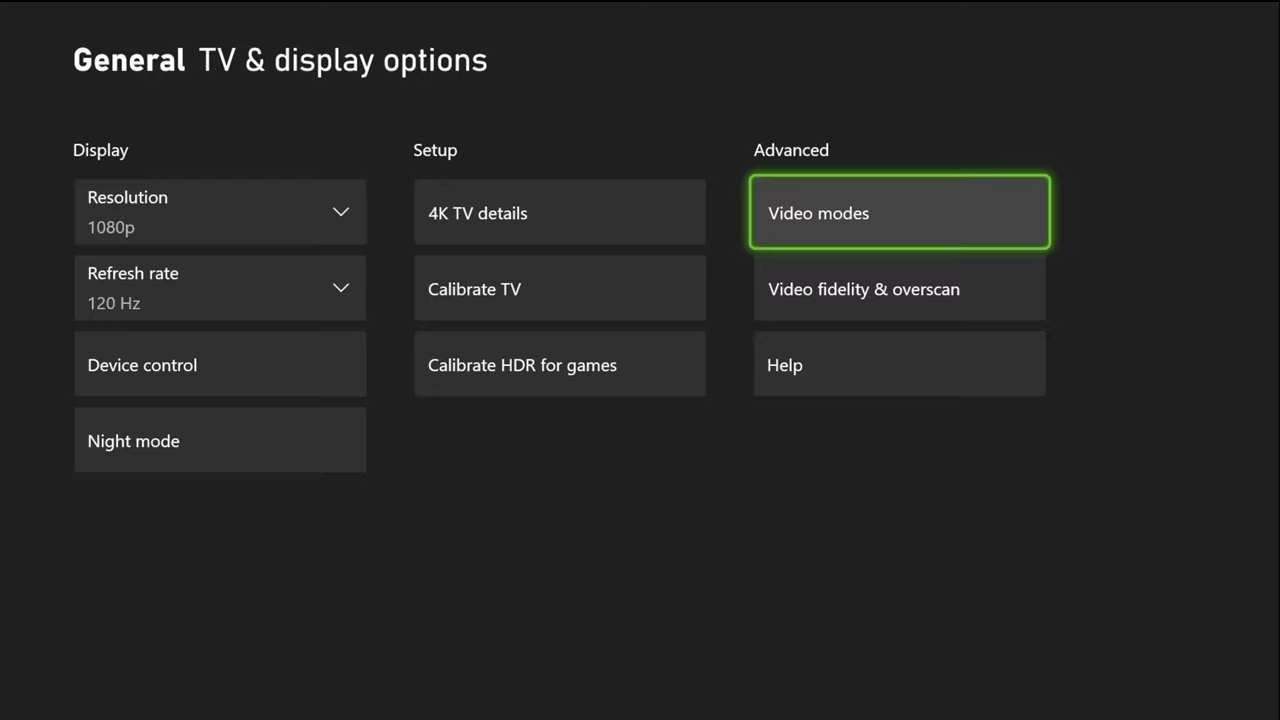 General TV & display options
Display
Resolution
1080p
Refresh rate
120 Hz
Device control
Night mode
Setup
4K TV details
Calibrate TV
Calibrate HDR for games
Advanced
Video modes
Video fidelity & overscan
Help